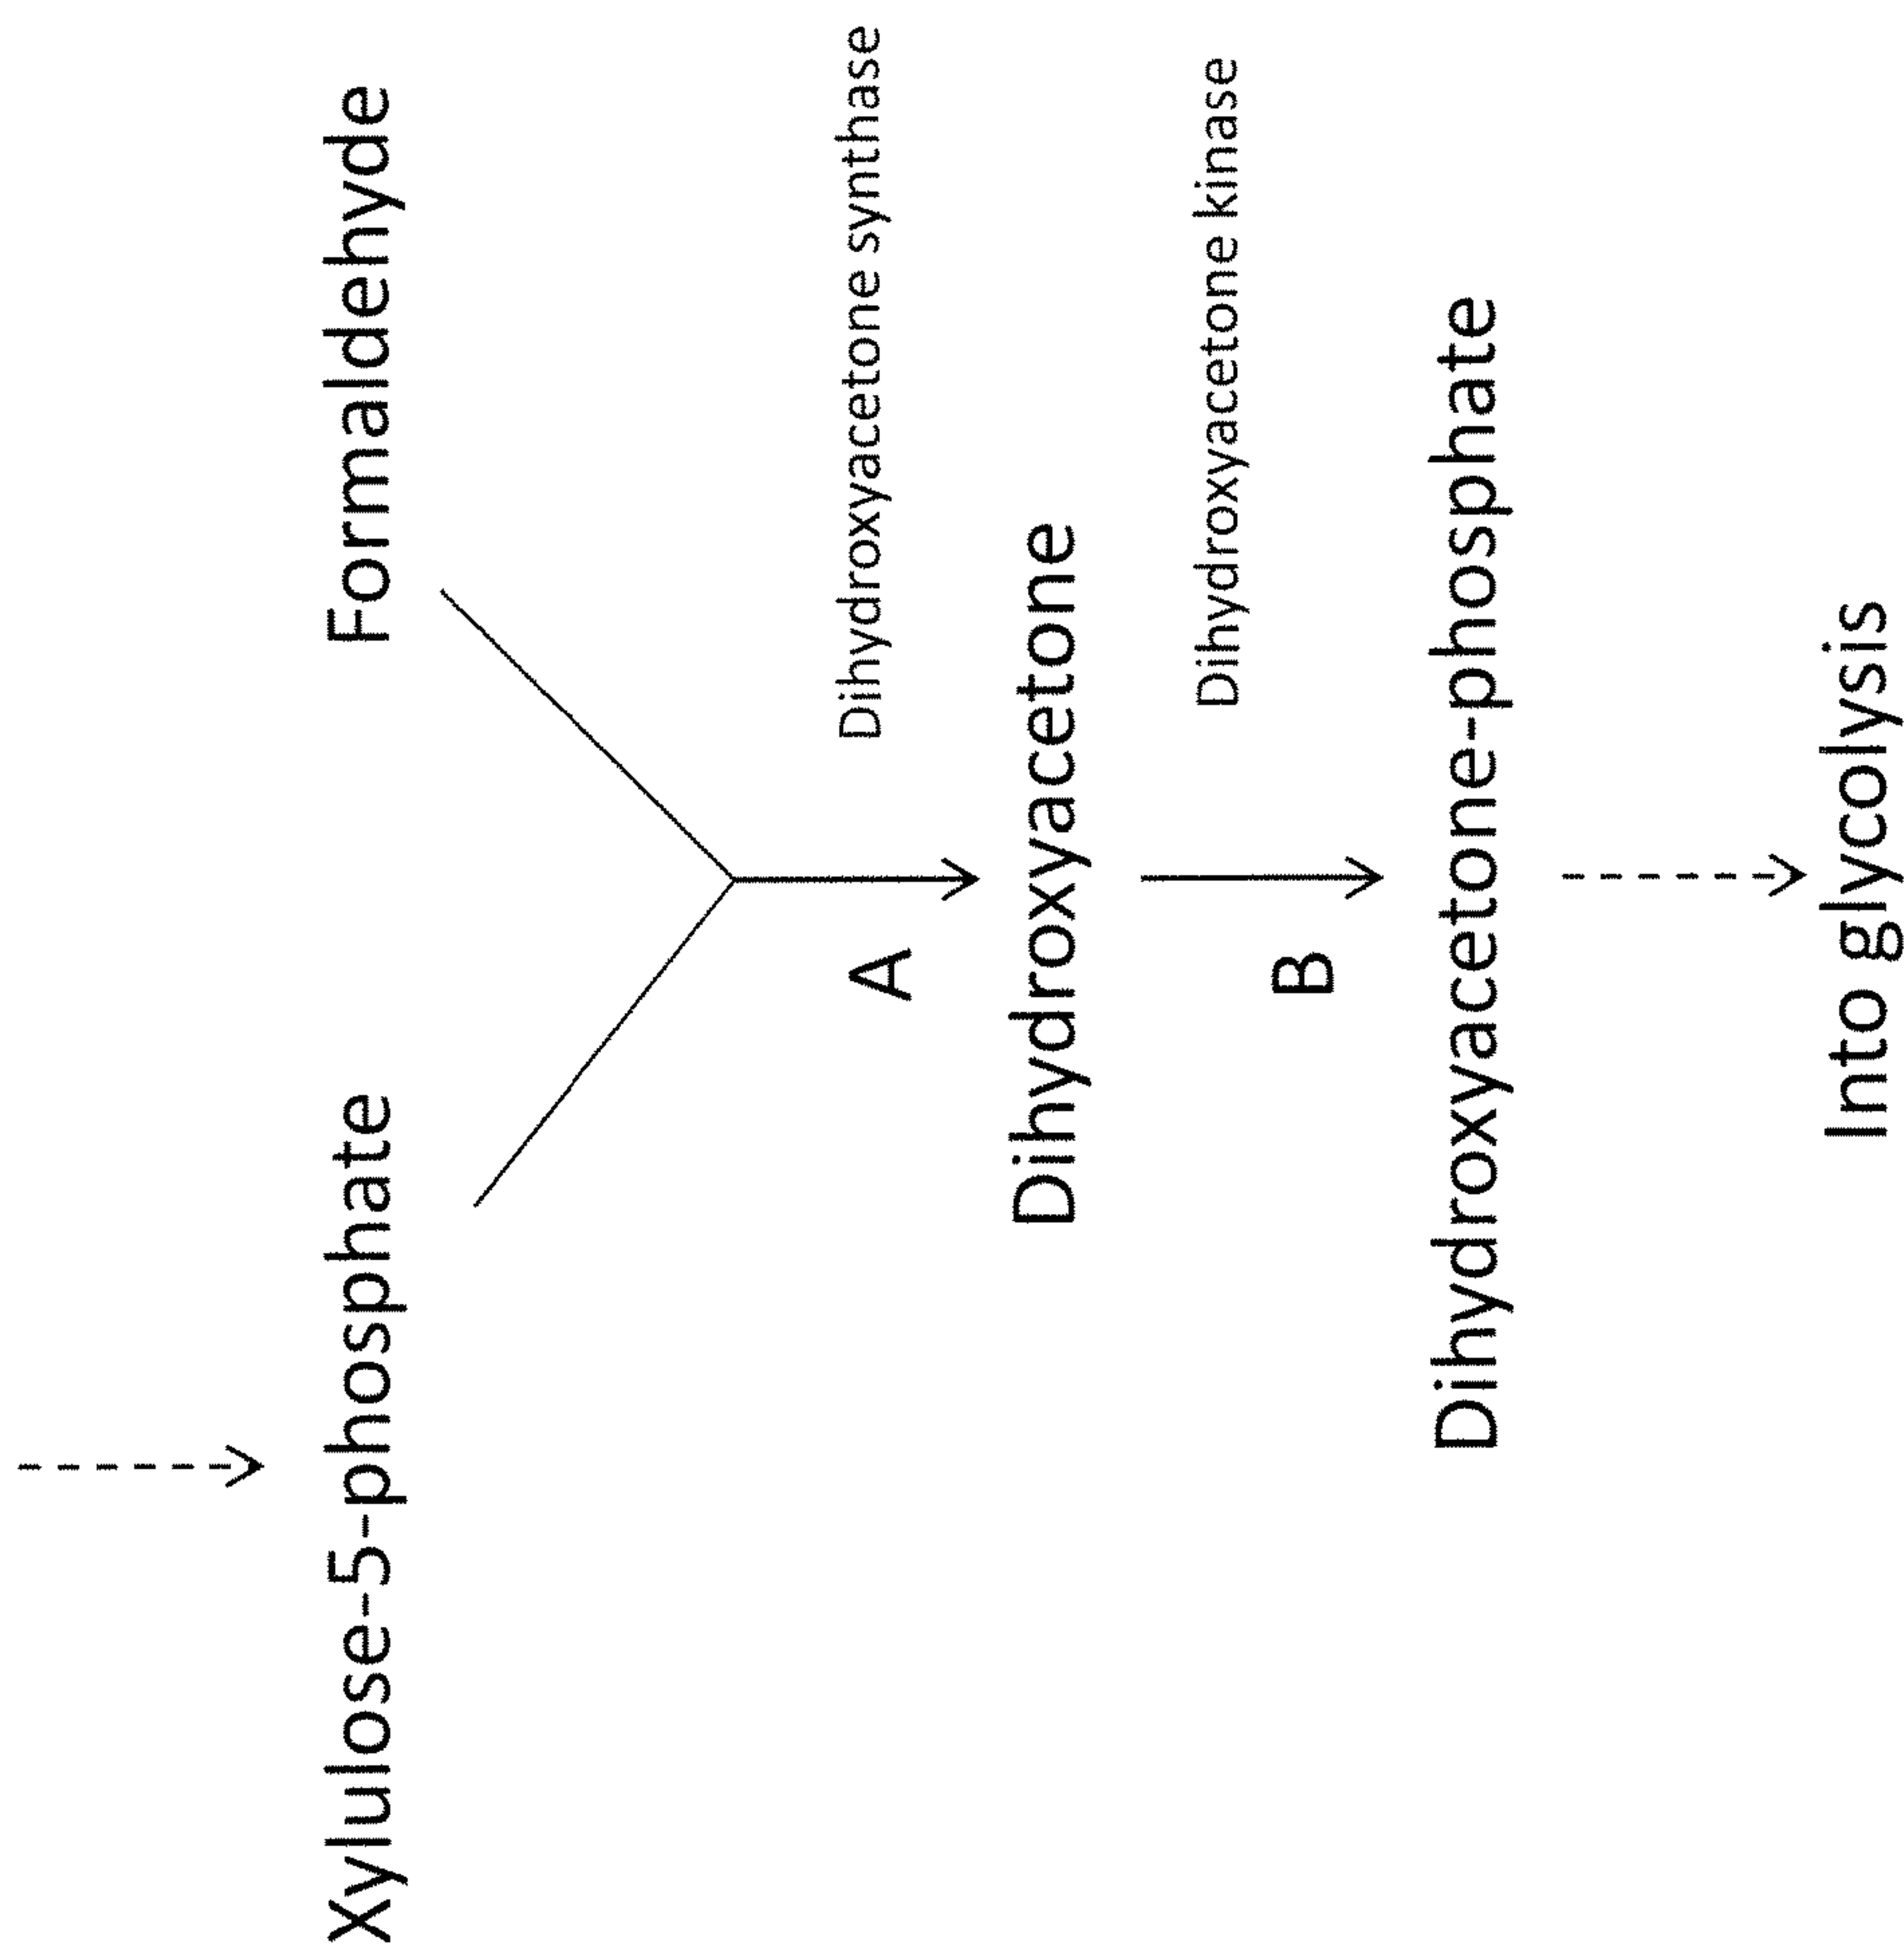 Xylulose-5-phosphate
Formaldehyde
A
Dihydroxyacetone synthase
Dihydroxyacetone
B
Dihydroxyacetone kinase
Dihydroxyacetone-phosphate
Into glycolysis